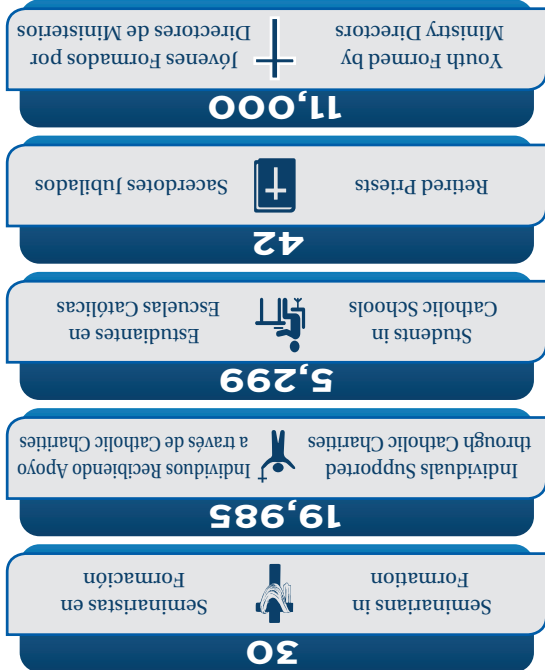 30
Seminarians in
Formation
Seminaristas en
Formación
19,985
Individuals Supported
through Catholic Charities
Individuos Recibiendo Apoyo
a través de Catholic Charities
5,299
Students in
Catholic Schools
Estudiantes en
Escuelas Católicas
42
Retired Priests
Sacerdotes Jubilados
11,000
Youth Formed by
Ministry Directors
Jóvenes Formados por
Directores de Ministerios